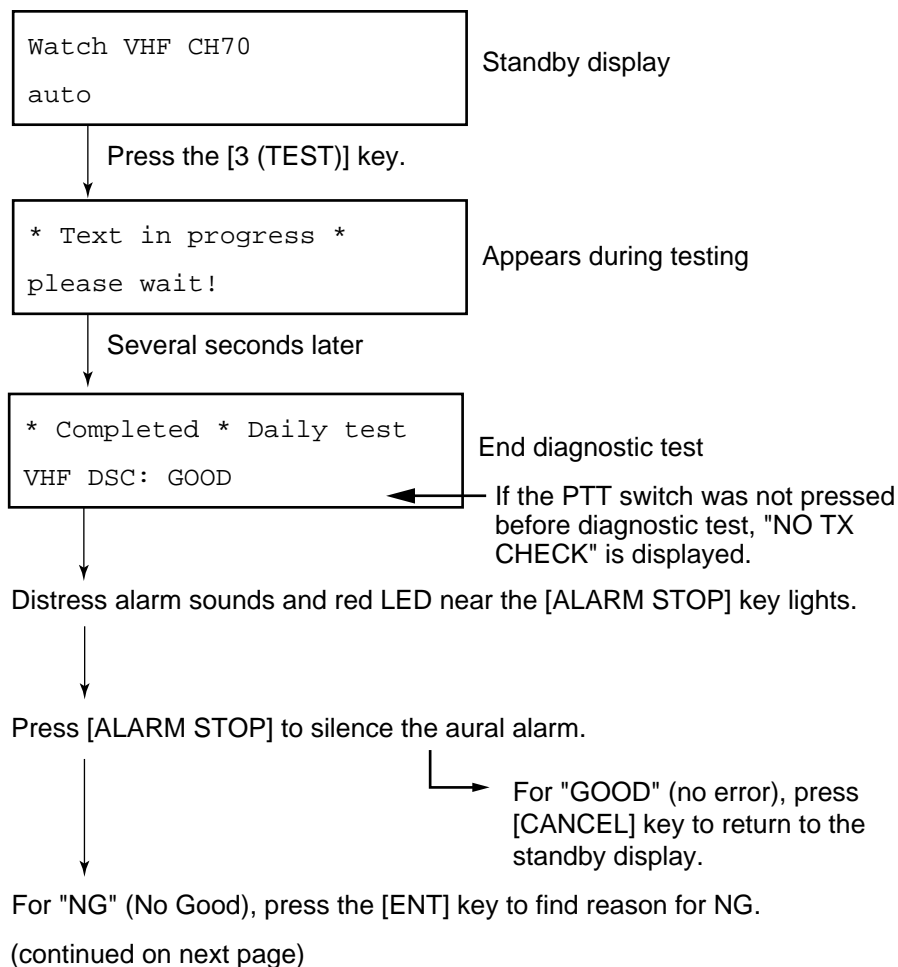 Watch VHF CH70
auto
Standby display
Press the [3 (TEST)] key.
* Text in progress *
please wait!
Appears during testing
Several seconds later
* Completed * Daily test
VHF DSC: GOOD
End diagnostic test
If the PTT switch was not pressed
before diagnostic test, "NO TX
CHECK" is displayed.
Distress alarm sounds and red LED near the [ALARM STOP] key lights.
Press [ALARM STOP] to silence the aural alarm.
For "GOOD" (no error), press
[CANCEL] key to return to the
standby display.
For "NG" (No Good), press the [ENT] key to find reason for NG.
(continued on next page)